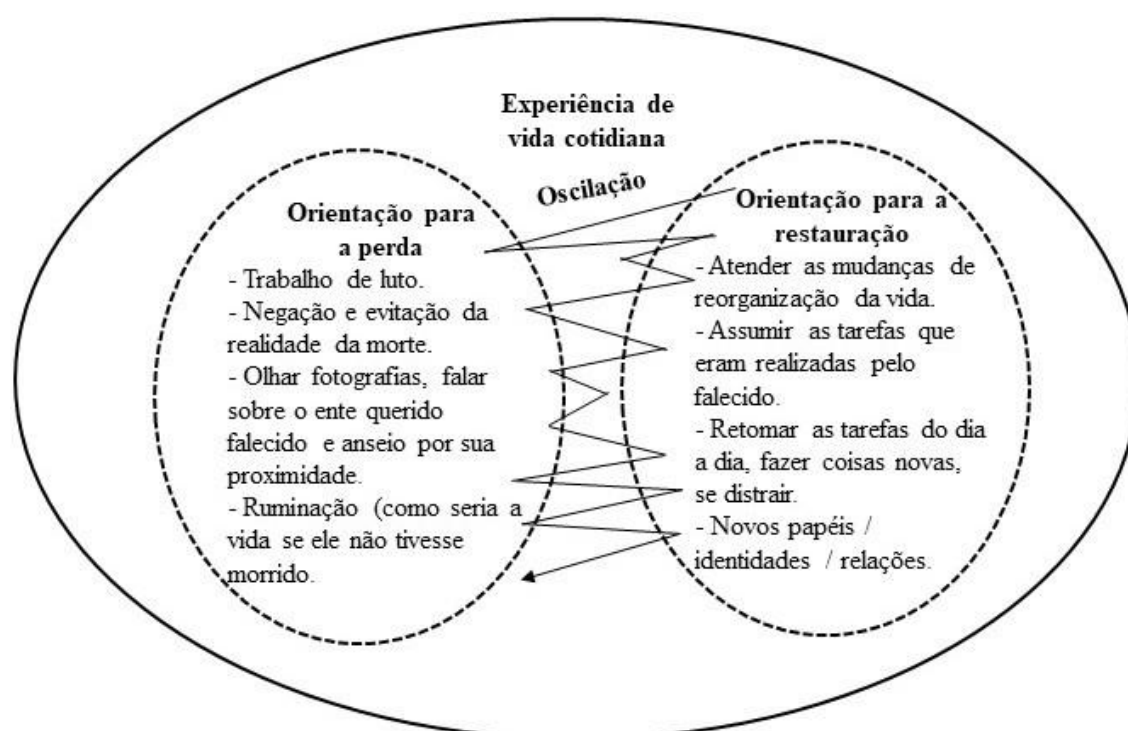 Experiência de
vida cotidiana
Oscilação
Orientação para
a perda
- Trabalho de luto.
- Negação e evitação da
realidade da morte.
- Olhar fotografias, falar
sobre o ente querido
falecido e anseio por sua
proximidade.
- Ruminação (como seria a
vida se ele não tivesse
morrido.
Orientação para a
restauração
- Atender as mudanças de
reorganização da vida.
- Assumir as tarefas que
eram realizadas pelo
falecido.
- Retomar as tarefas do dia
a dia, fazer coisas novas,
se distrair.
- Novos papéis /
identidades / relações.